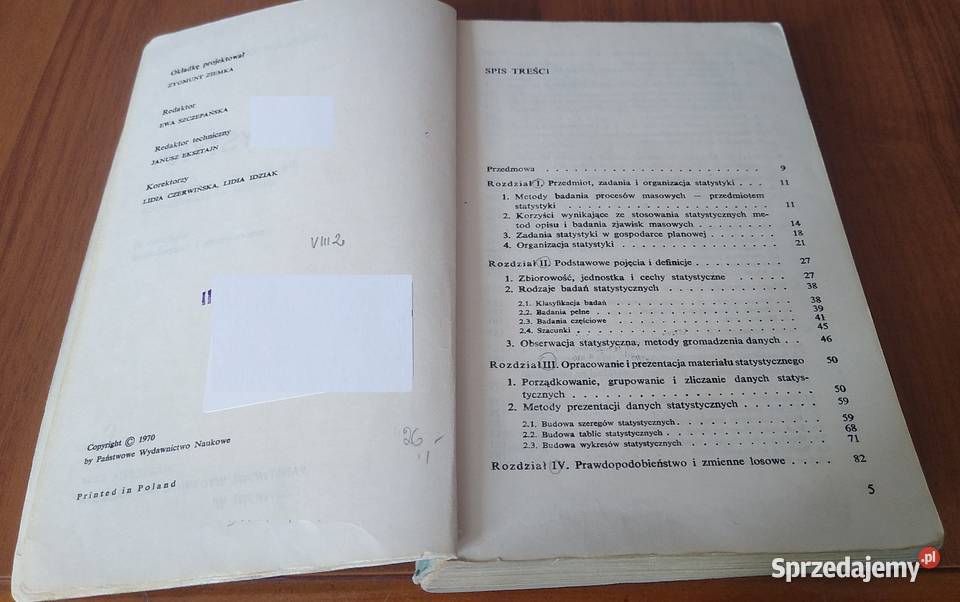 Okładkę projektował
ZYGMUNT ZIEMKA
Redaktor
EWA SZCZEPAŃSKA
Redaktor techniczny
JANUSZ EKSZTAJN
Korektorzy
LIDIA CZERWIŃSKA, LIDIA IDZIAK
VIII 2
26 -
Copyright © 1970
by Państwowe Wydawnictwo Naukowe
Printed in Poland
SPIS TREŚCI
Przedmowa . . . . . . . . . . . . . . . . . 9
Rozdział I. Przedmiot, zadania i organizacja statystyki . . . 11
1. Metody badania procesów masowych — przedmiotem
statystyki . . . . . . . . . . . . . . . . 11
2. Korzyści wynikające ze stosowania statystycznych me-
tod opisu i badania zjawisk masowych . . . . . . . 14
3. Zadania statystyki w gospodarce planowej . . . . . . 18
4. Organizacja statystyki . . . . . . . . . . . . 21
Rozdział II. Podstawowe pojęcia i definicje . . . . . . . 27
1. Zbiorowość, jednostka i cechy statystyczne . . . . . 27
2. Rodzaje badań statystycznych . . . . . . . . . 38
2.1. Klasyfikacja badań . . . . . . . . . . . . 38
2.2. Badania pełne . . . . . . . . . . . . . . 39
2.3. Badania częściowe . . . . . . . . . . . . 41
2.4. Szacunki . . . . . . . . . . . . . . . . 45
3. Obserwacja statystyczna, metody gromadzenia danych . . 46
Rozdział III. Opracowanie i prezentacja materiału statystycznego 50
1. Porządkowanie, grupowanie i zliczanie danych staty-
stycznych . . . . . . . . . . . . . . . . 50
2. Metody prezentacji danych statystycznych . . . . . 59
2.1. Budowa szeregów statystycznych . . . . . . . . 59
2.2. Budowa tablic statystycznych . . . . . . . . . 68
2.3. Budowa wykresów statystycznych . . . . . . . . 71
Rozdział IV. Prawdopodobieństwo i zmienne losowe . . . . 82
5
Sprzedajemy.pl